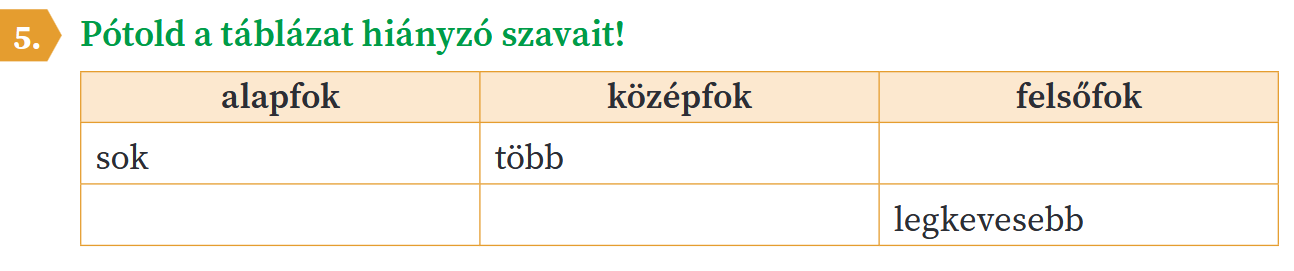 5. Pótold a táblázat hiányzó szavait!
alapfok középfok felsőfok
sok több
legkevesebb